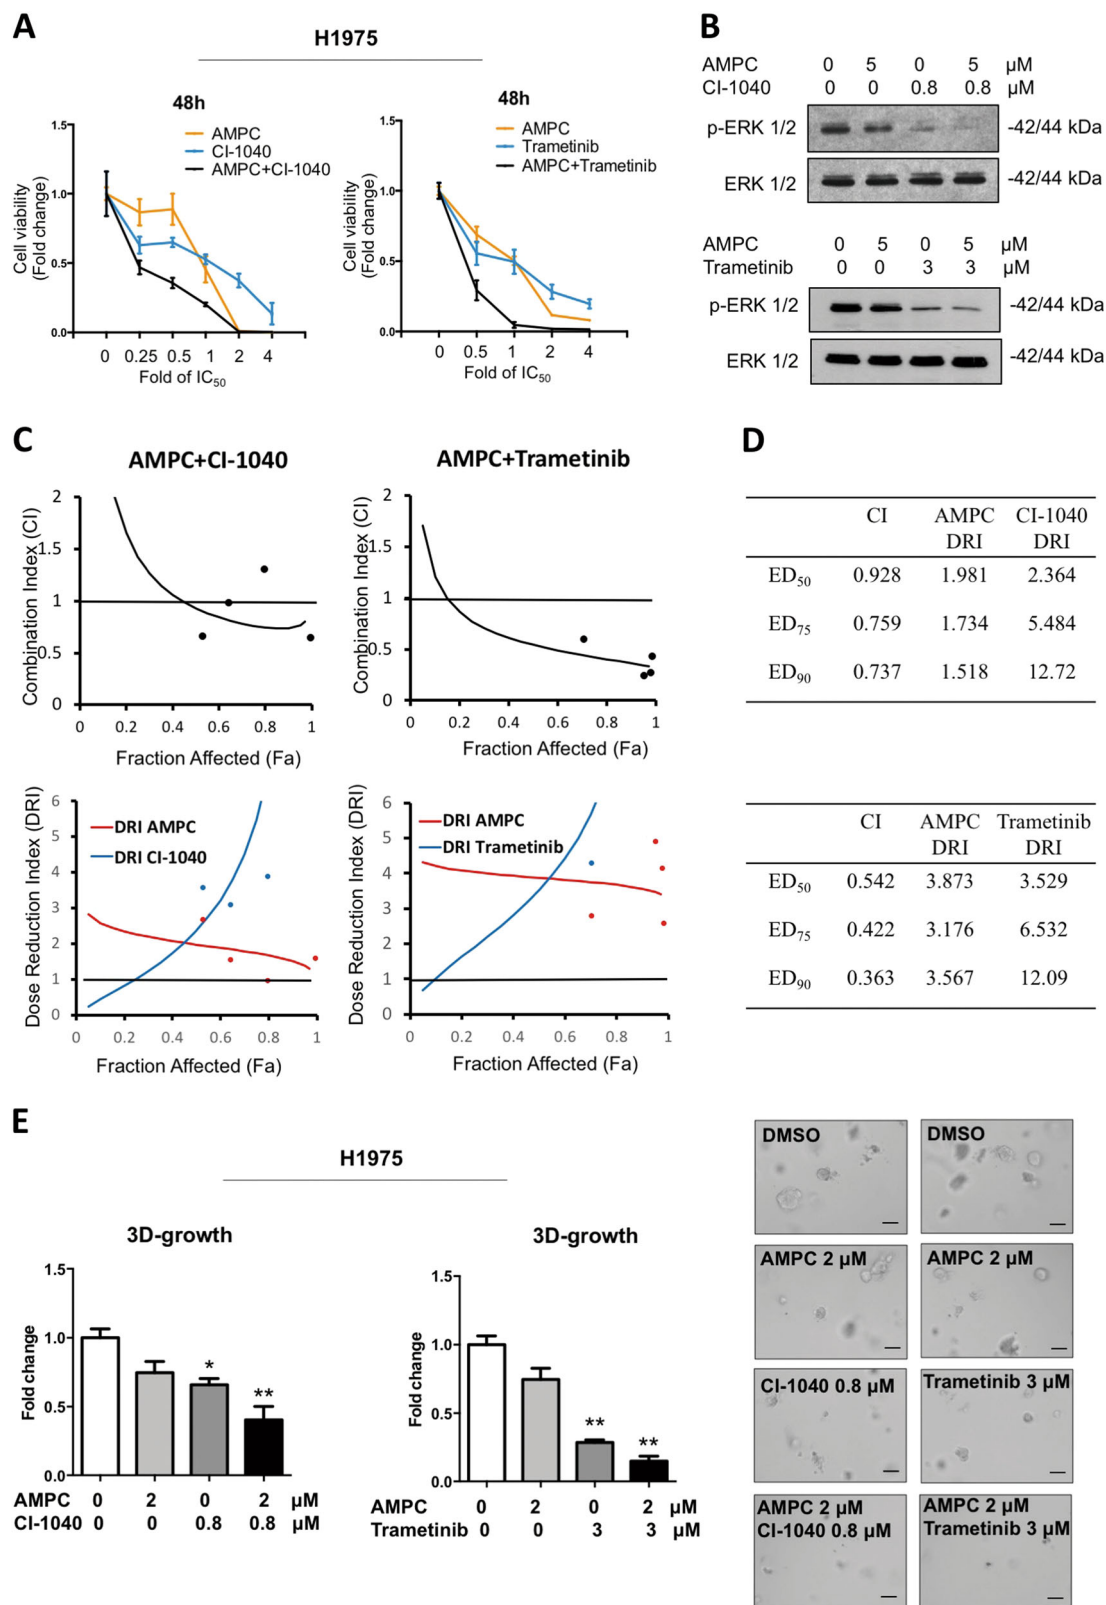 A
H1975
48h
AMPC
CI-1040
AMPC+CI-1040
1.5
1.0
0.5
0.0
Cell viability
(Fold change)
0 0.25 0.5 1 2 4
Fold of IC50
48h
AMPC
Trametinib
AMPC+Trametinib
1.5
1.0
0.5
0.0
Cell viability
(Fold change)
0 0.5 1 2 4
Fold of IC50
B
AMPC 0 5 0 5 μM
CI-1040 0 0 0.8 0.8 μM
p-ERK 1/2 -42/44 kDa
ERK 1/2 -42/44 kDa
AMPC 0 5 0 5 μM
Trametinib 0 0 3 3 μM
p-ERK 1/2 -42/44 kDa
ERK 1/2 -42/44 kDa
C
AMPC+CI-1040
Combination Index (CI)
2
1.5
1
0.5
0
0 0.2 0.4 0.6 0.8 1
Fraction Affected (Fa)
AMPC+Trametinib
Combination Index (CI)
2
1.5
1
0.5
0
0 0.2 0.4 0.6 0.8 1
Fraction Affected (Fa)
Dose Reduction Index (DRI)
6
5
4
3
2
1
0
DRI AMPC
DRI CI-1040
0 0.2 0.4 0.6 0.8 1
Fraction Affected (Fa)
Dose Reduction Index (DRI)
6
5
4
3
2
1
0
DRI AMPC
DRI Trametinib
0 0.2 0.4 0.6 0.8 1
Fraction Affected (Fa)
D
CI AMPC CI-1040
DRI DRI
ED50 0.928 1.981 2.364
ED75 0.759 1.734 5.484
ED90 0.737 1.518 12.72
CI AMPC Trametinib
DRI DRI
ED50 0.542 3.873 3.529
ED75 0.422 3.176 6.532
ED90 0.363 3.567 12.09
E
H1975
3D-growth
Fold change
1.5
1.0
0.5
0.0
*
**
AMPC 0 2 0 2 μM
CI-1040 0 0 0.8 0.8 μM
3D-growth
Fold change
1.5
1.0
0.5
0.0
**
**
AMPC 0 2 0 2 μM
Trametinib 0 0 3 3 μM
DMSO
DMSO
AMPC 2 μM
AMPC 2 μM
CI-1040 0.8 μM
Trametinib 3 μM
AMPC 2 μM
CI-1040 0.8 μM
AMPC 2 μM
Trametinib 3 μM